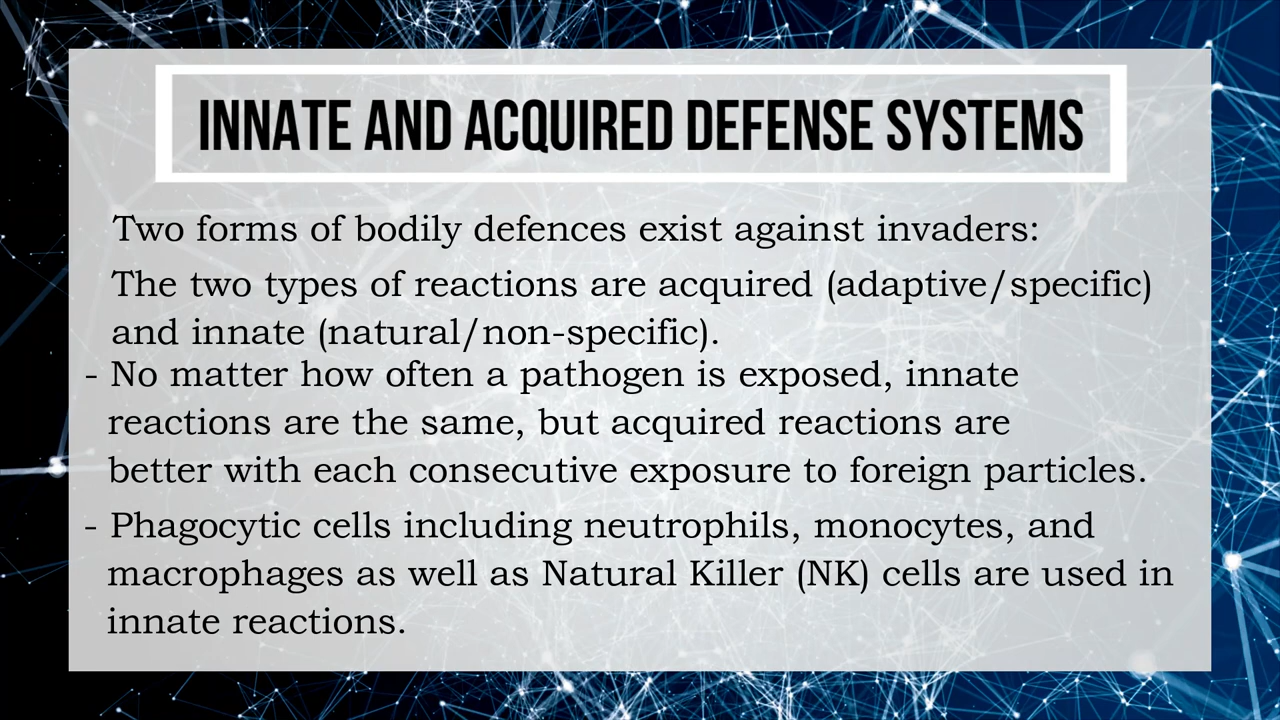 INNATE AND ACQUIRED DEFENSE SYSTEMS
Two forms of bodily defences exist against invaders:
The two types of reactions are acquired (adaptive/specific)
and innate (natural/non-specific).
- No matter how often a pathogen is exposed, innate
reactions are the same, but acquired reactions are
better with each consecutive exposure to foreign particles.
- Phagocytic cells including neutrophils, monocytes, and
macrophages as well as Natural Killer (NK) cells are used in
innate reactions.